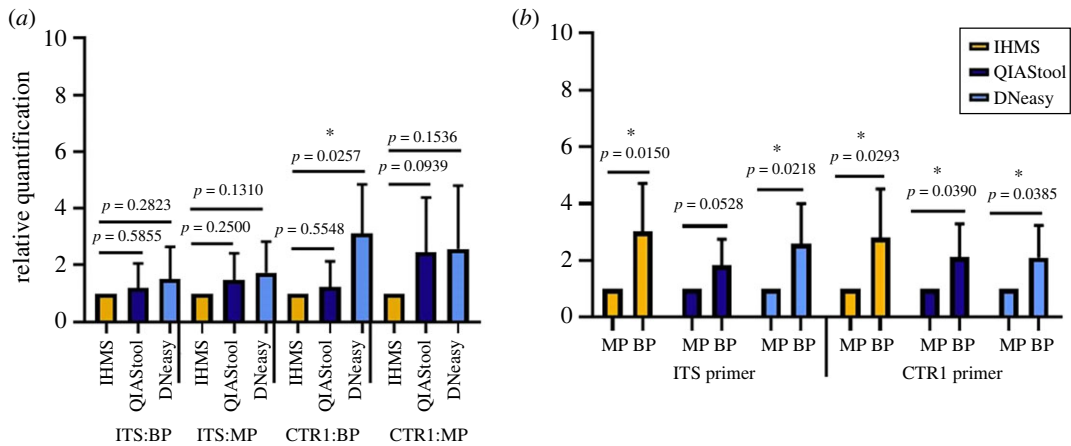 (a)
10
8
6
4
2
0
relative quantification
p = 0.2823
p = 0.5855
p = 0.1310
p = 0.2500
*
p = 0.0257
p = 0.5548
p = 0.1536
p = 0.0939
IHMS
QIAStool
DNeasy
IHMS
QIAStool
DNeasy
IHMS
QIAStool
DNeasy
IHMS
QIAStool
DNeasy
ITS:BP
ITS:MP
CTR1:BP
CTR1:MP
(b)
10
8
6
4
2
0
IHMS
QIAStool
DNeasy
*
p = 0.0150
p = 0.0528
*
p = 0.0218
*
p = 0.0293
*
p = 0.0390
*
p = 0.0385
MP BP
MP BP
MP BP
MP BP
MP BP
MP BP
ITS primer
CTR1 primer